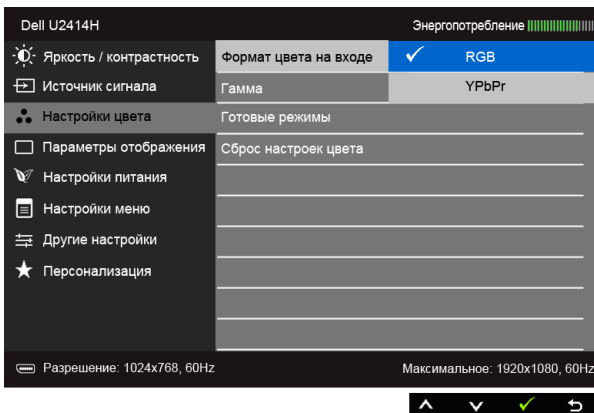 Dell U2414H
Энергопотребление
Яркость / контрастность
Формат цвета на входе
RGB
Источник сигнала
Гамма
YPbPr
Настройки цвета
Готовые режимы
Параметры отображения
Сброс настроек цвета
Настройки питания
Настройки меню
Другие настройки
Персонализация
Разрешение: 1024x768, 60Hz
Максимальное: 1920x1080, 60Hz